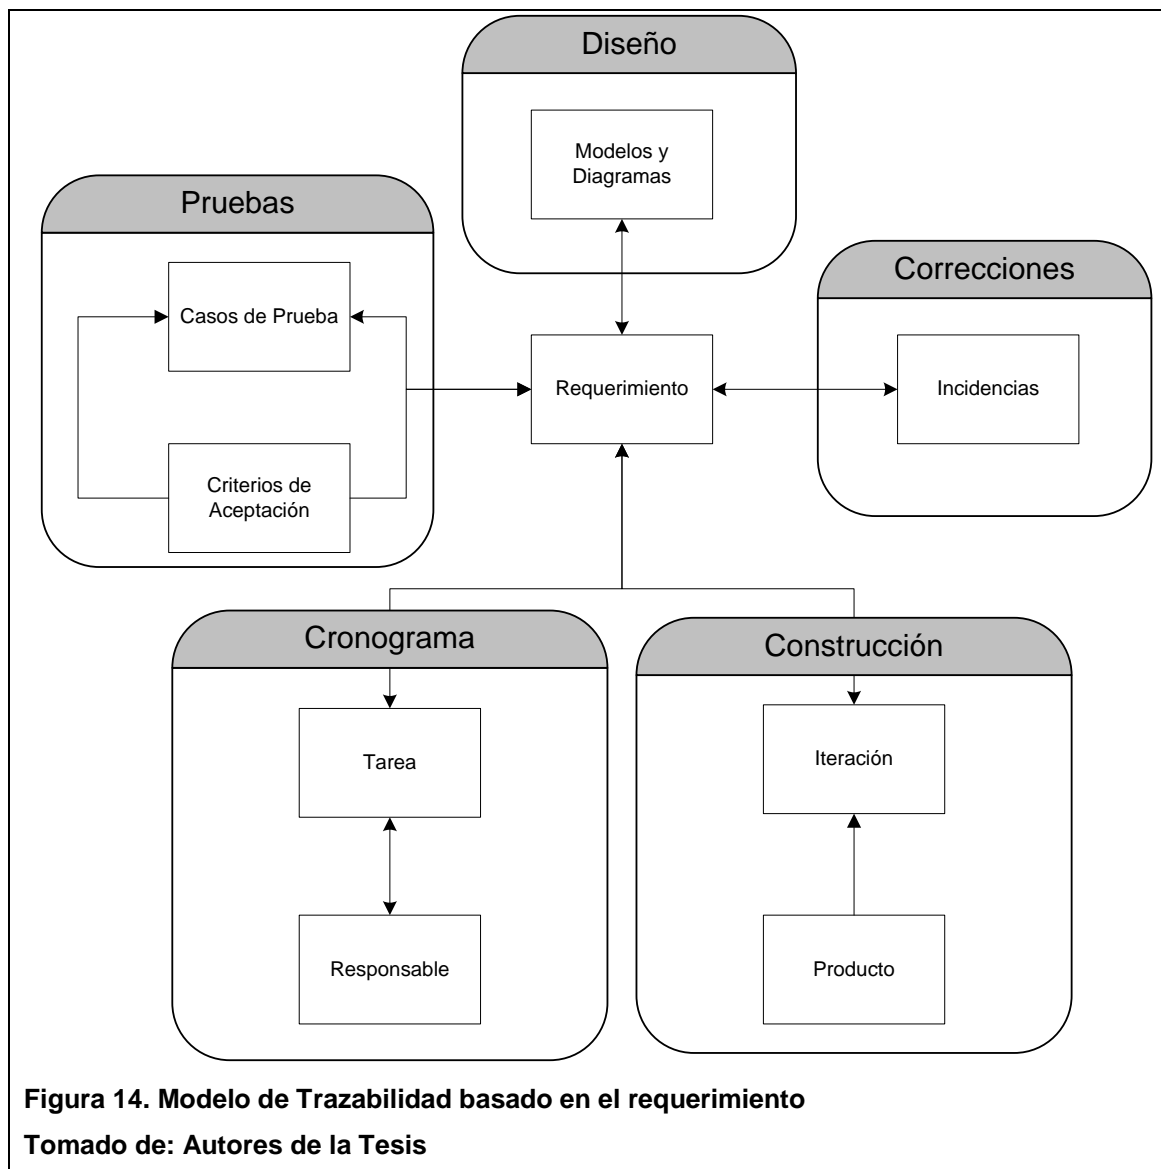 Diseño
Modelos y
Diagramas
Pruebas
Casos de Prueba
Criterios de
Aceptación
Correcciones
Requerimiento
Incidencias
Cronograma
Tarea
Responsable
Construcción
Iteración
Producto
Figura 14. Modelo de Trazabilidad basado en el requerimiento
Tomado de: Autores de la Tesis